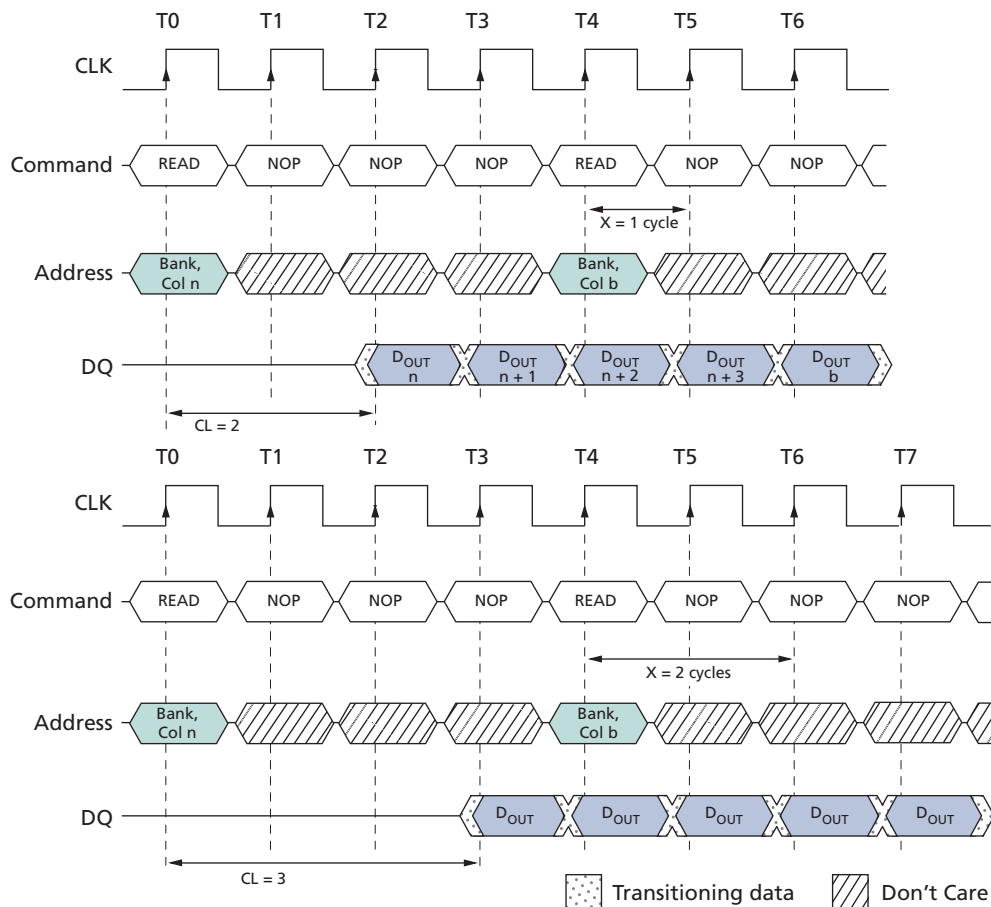 T0 T1 T2 T3 T4 T5 T6
CLK
Command READ NOP NOP NOP READ NOP NOP
X = 1 cycle
Address Bank, Col n Bank, Col b
DQ DOUT n DOUT n + 1 DOUT n + 2 DOUT n + 3 DOUT b
CL = 2
T0 T1 T2 T3 T4 T5 T6 T7
CLK
Command READ NOP NOP NOP READ NOP NOP NOP
X = 2 cycles
Address Bank, Col n Bank, Col b
DQ DOUT DOUT DOUT DOUT DOUT
CL = 3
Transitioning data Don't Care